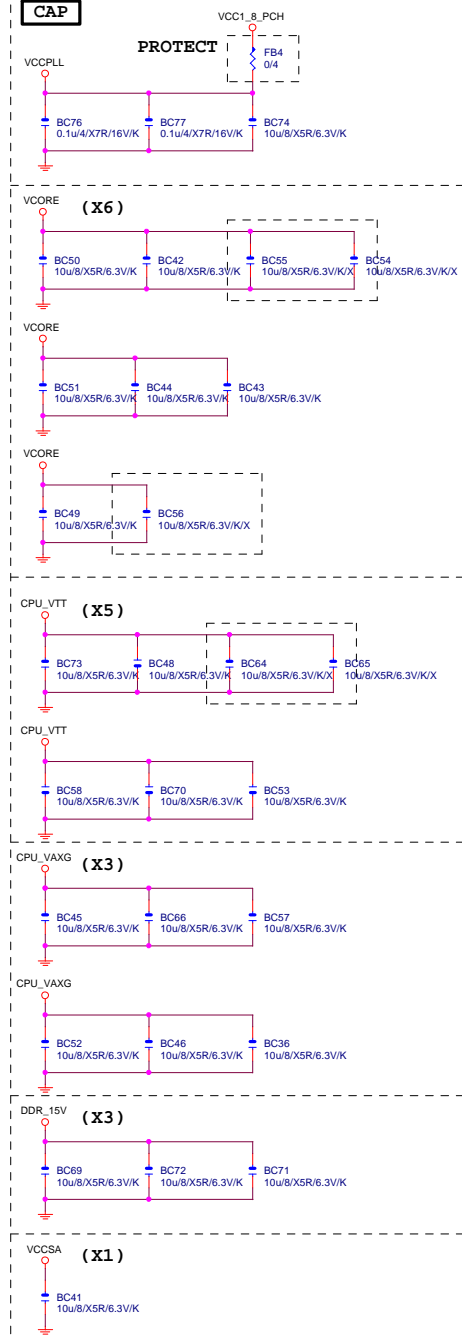 CAP
VCC1_8_PCH
PROTECT
FB4
0/4
VCCPLL
BC76
0.1u/4/X7R/16V/K
BC77
0.1u/4/X7R/16V/K
BC74
10u/8/X5R/6.3V/K
VCORE
(X6)
BC50
10u/8/X5R/6.3V/K
BC42
10u/8/X5R/6.3V/K
BC55
10u/8/X5R/6.3V/K/X
BC54
10u/8/X5R/6.3V/K/X
VCORE
BC51
10u/8/X5R/6.3V/K
BC44
10u/8/X5R/6.3V/K
BC43
10u/8/X5R/6.3V/K
VCORE
BC49
10u/8/X5R/6.3V/K
BC56
10u/8/X5R/6.3V/K/X
CPU_VTT
(X5)
BC73
10u/8/X5R/6.3V/K
BC48
10u/8/X5R/6.3V/K
BC64
10u/8/X5R/6.3V/K/X
BC65
10u/8/X5R/6.3V/K/X
CPU_VTT
BC58
10u/8/X5R/6.3V/K
BC70
10u/8/X5R/6.3V/K
BC53
10u/8/X5R/6.3V/K
CPU_VAXG
(X3)
BC45
10u/8/X5R/6.3V/K
BC66
10u/8/X5R/6.3V/K
BC57
10u/8/X5R/6.3V/K
CPU_VAXG
BC52
10u/8/X5R/6.3V/K
BC46
10u/8/X5R/6.3V/K
BC36
10u/8/X5R/6.3V/K
DDR_15V
(X3)
BC69
10u/8/X5R/6.3V/K
BC72
10u/8/X5R/6.3V/K
BC71
10u/8/X5R/6.3V/K
VCCSA
(X1)
BC41
10u/8/X5R/6.3V/K